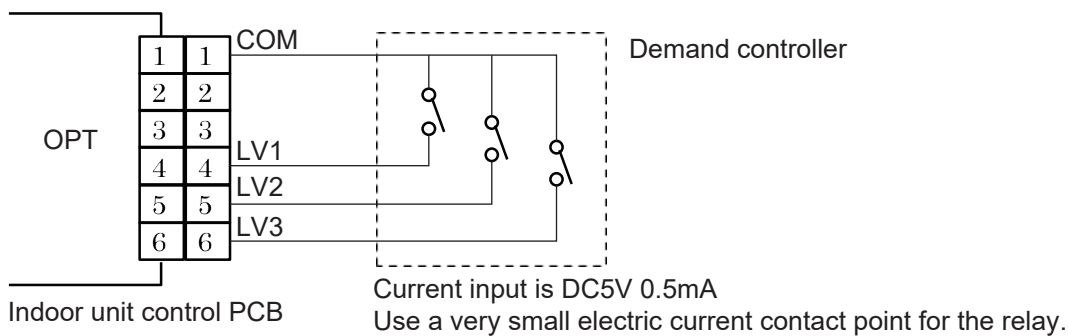 COM
Demand controller
1 1
2 2
3 3
OPT
4 4
LV1
5 5
LV2
6 6
LV3
Indoor unit control PCB
Current input is DC5V 0.5mA
Use a very small electric current contact point for the relay.